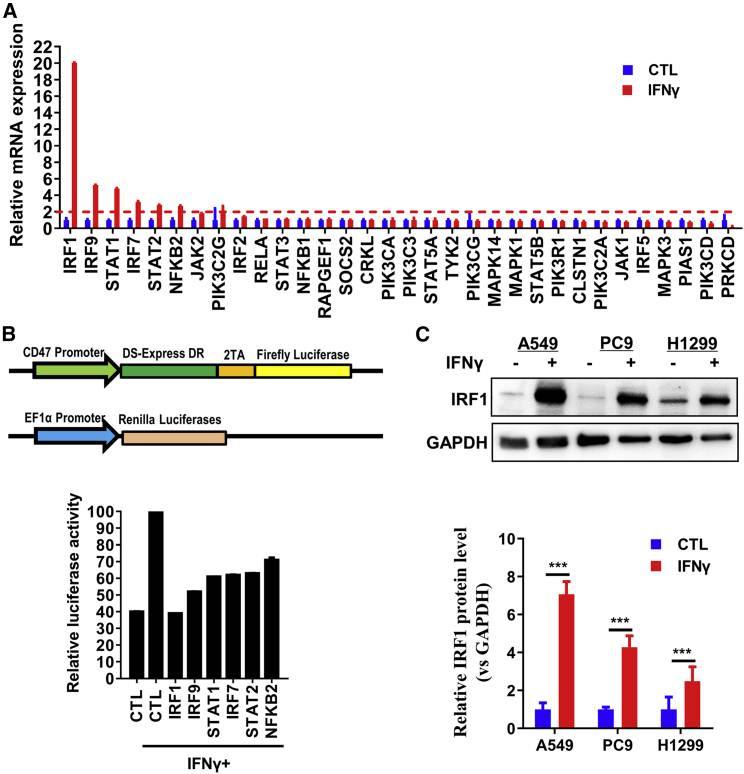 A
Relative mRNA expression
22
20
18
16
14
12
10
8
6
4
2
0
CTL
IFNγ
IRF1
IRF9
STAT1
IRF7
STAT2
NFKB2
JAK2
PIK3C2G
IRF2
RELA
STAT3
NFKB1
RAPGEF1
SOCS2
CRKL
PIK3CA
PIK3C3
STAT5A
TYK2
PIK3CG
MAPK14
MAPK1
STAT5B
PIK3R1
CLSTN1
PIK3C2A
JAK1
IRF5
MAPK3
PIAS1
PIK3CD
PRKCD
B
CD47 Promoter DS-Express DR 2TA Firefly Luciferase
EF1α Promoter Renilla Luciferases
Relative luciferase activity
100
90
80
70
60
50
40
30
20
10
0
CTL
CTL
IRF1
IRF9
STAT1
IRF7
STAT2
NFKB2
IFNγ+
C
A549 PC9 H1299
IFNγ - + - + - +
IRF1
GAPDH
Relative IRF1 protein level
(vs GAPDH)
10
8
6
4
2
0
CTL
IFNγ
*** *** ***
A549 PC9 H1299